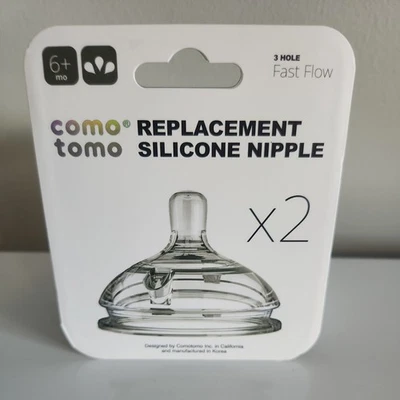 6+
mo
3 HOLE
Fast Flow
como®
tomo
REPLACEMENT
SILICONE NIPPLE
x2
Designed by Comotomo Inc. in California
and manufactured in Korea